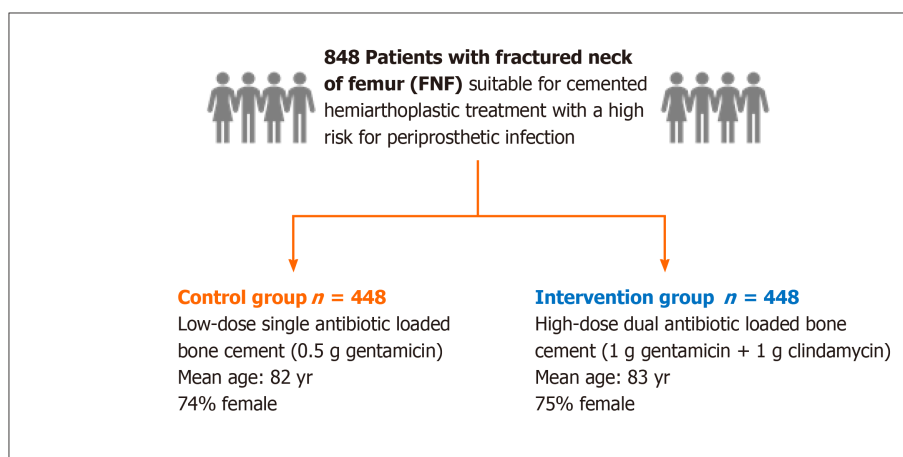 848 Patients with fractured neck
of femur (FNF) suitable for cemented
hemiarthoplastic treatment with a high
risk for periprosthetic infection
Control group n = 448
Low-dose single antibiotic loaded
bone cement (0.5 g gentamicin)
Mean age: 82 yr
74% female
Intervention group n = 448
High-dose dual antibiotic loaded bone
cement (1 g gentamicin + 1 g clindamycin)
Mean age: 83 yr
75% female